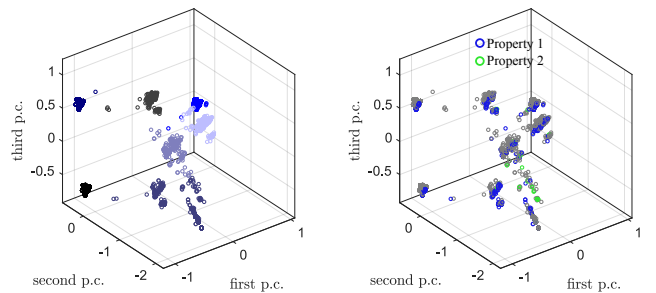 1
0.5
0
-0.5
third p.c.
0
-1
-2
second p.c.
-1
0
1
first p.c.
Property 1
Property 2
1
0.5
0
-0.5
third p.c.
0
-1
-2
second p.c.
-1
0
1
first p.c.